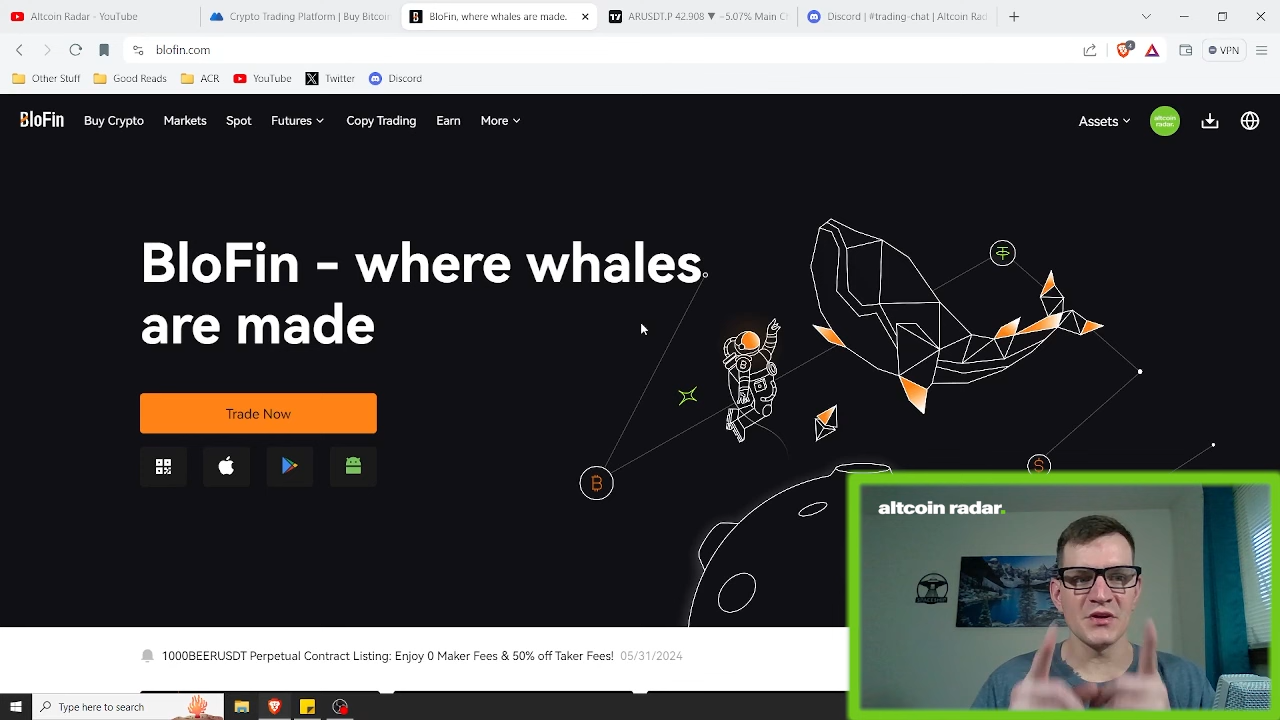 Altcoin Radar - YouTube
Crypto Trading Platform | Buy Bitcoin
BloFin, where whales are made.
ARUSDT.P 42.908 ▼ −5.07% Main Ch
Discord | #trading-chat | Altcoin Rad
blofin.com
4
VPN
Other Stuff
Good Reads
ACR
YouTube
Twitter
Discord
BloFin
Buy Crypto
Markets
Spot
Futures
Copy Trading
Earn
More
Assets
altcoin
radar.
BloFin - where whales
are made
Trade Now
altcoin radar.
1000BEERUSDT Perpetual Contract Listing: Enjoy 0 Maker Fees & 50% off Taker Fees! 05/31/2024
Type here to search